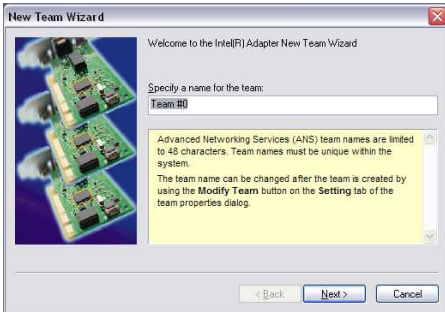 New Team Wizard
Welcome to the Intel(R) Adapter New Team Wizard
Specify a name for the team:
Team #0
Advanced Networking Services (ANS) team names are limited
to 48 characters. Team names must be unique within the
system.
The team name can be changed after the team is created by
using the Modify Team button on the Setting tab of the
team properties dialog.
< Back
Next >
Cancel